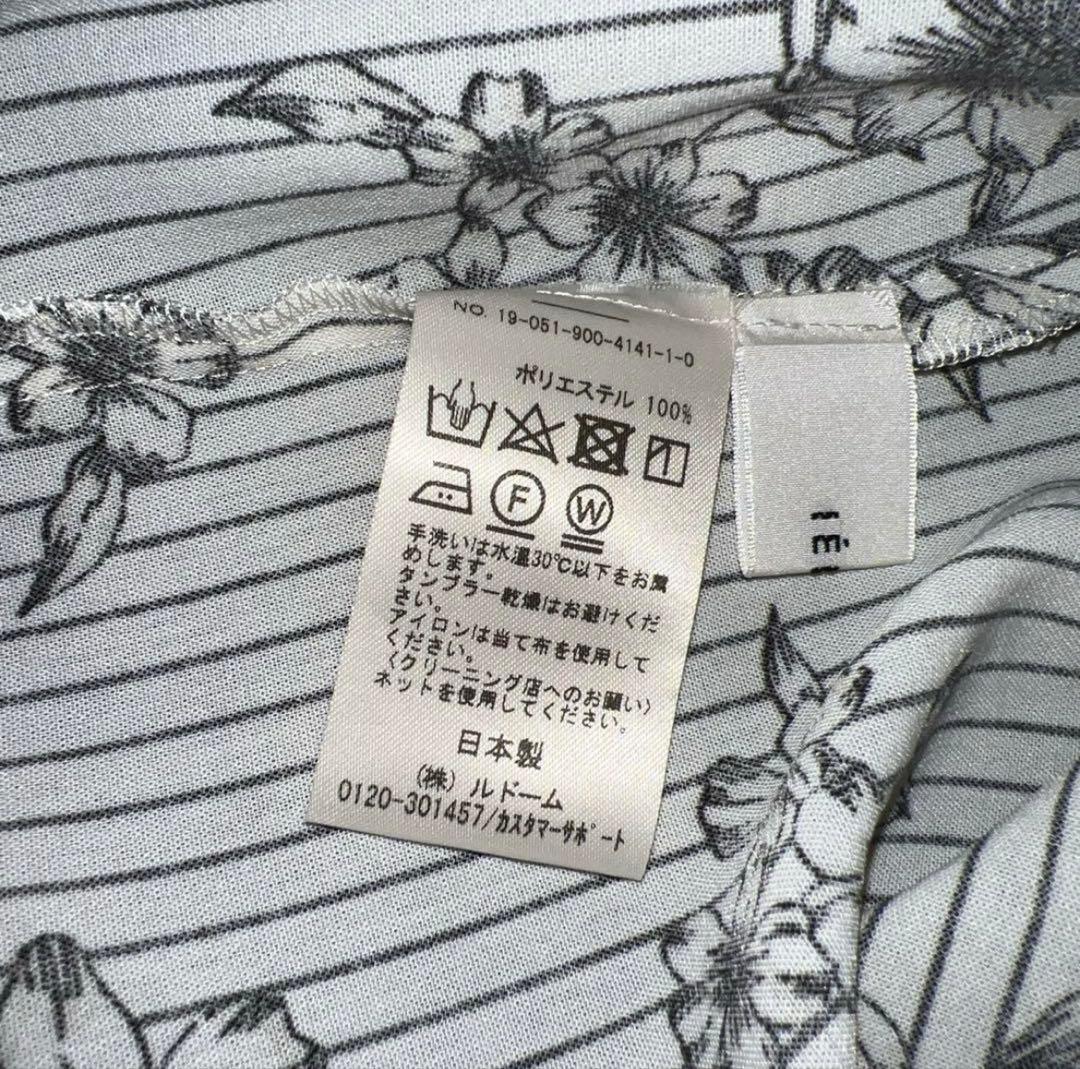 NO 19-051-900-4141-1-0
ポリエステル 100%
F W
手洗いは水温30℃以下をお薦
めします。
タンブラー乾燥はお避けくだ
さい。
アイロンは当て布を使用して
ください。
〈クリーニング店へのお願い〉
ネットを使用してください。
日本製
(株) ルドーム
0120-301457/カスタマーサポート